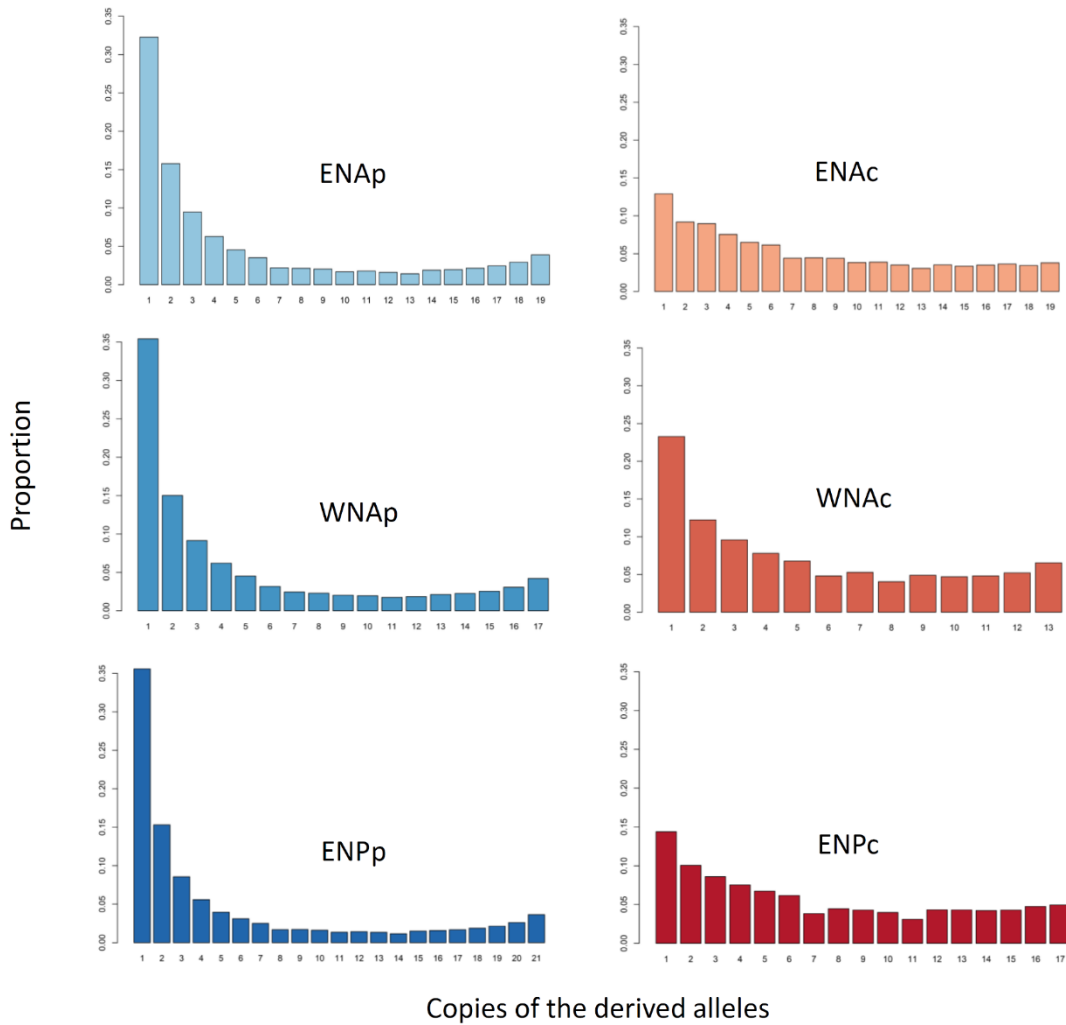 0.00 0.05 0.10 0.15 0.20 0.25 0.30 0.35
ENAp
1 2 3 4 5 6 7 8 9 10 11 12 13 14 15 16 17 18 19
0.00 0.05 0.10 0.15 0.20 0.25 0.30 0.35
ENAc
1 2 3 4 5 6 7 8 9 10 11 12 13 14 15 16 17 18 19
Proportion
0.00 0.05 0.10 0.15 0.20 0.25 0.30 0.35
WNAp
1 2 3 4 5 6 7 8 9 10 11 12 13 14 15 16 17
0.00 0.05 0.10 0.15 0.20 0.25 0.30 0.35
WNAc
1 2 3 4 5 6 7 8 9 10 11 12 13
0.00 0.05 0.10 0.15 0.20 0.25 0.30 0.35
ENPp
1 2 3 4 5 6 7 8 9 10 11 12 13 14 15 16 17 18 19 20 21
0.00 0.05 0.10 0.15 0.20 0.25 0.30 0.35
ENPc
1 2 3 4 5 6 7 8 9 10 11 12 13 14 15 16 17
Copies of the derived alleles